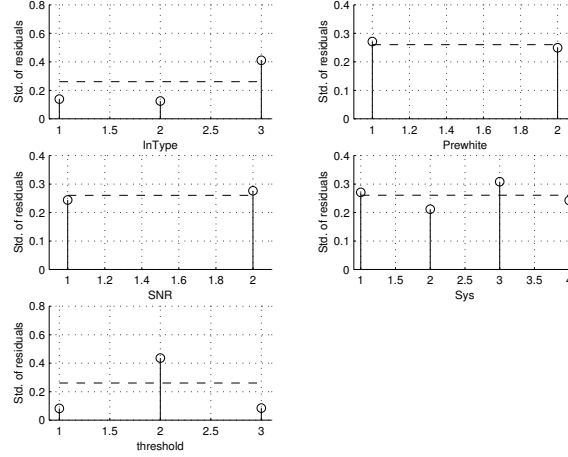 0.8
0.6
0.4
0.2
0
Std. of residuals
1 1.5 2 2.5 3
InType
0.4
0.3
0.2
0.1
0
Std. of residuals
1 1.2 1.4 1.6 1.8 2
Prewhite
0.4
0.3
0.2
0.1
0
Std. of residuals
1 1.2 1.4 1.6 1.8 2
SNR
0.4
0.3
0.2
0.1
0
Std. of residuals
1 1.5 2 2.5 3 3.5 4
Sys
0.8
0.6
0.4
0.2
0
Std. of residuals
1 1.5 2 2.5 3
threshold